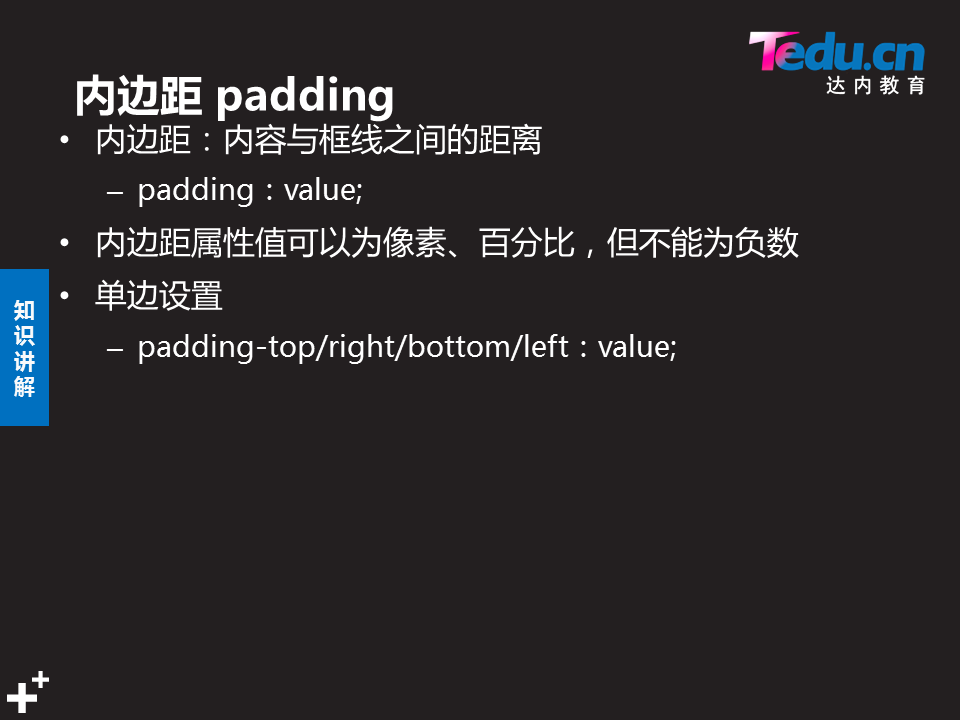 Tedu.cn
达内教育
内边距 padding
• 内边距：内容与框线之间的距离
– padding：value;
• 内边距属性值可以为像素、百分比，但不能为负数
• 单边设置
– padding-top/right/bottom/left：value;
知
识
讲
解